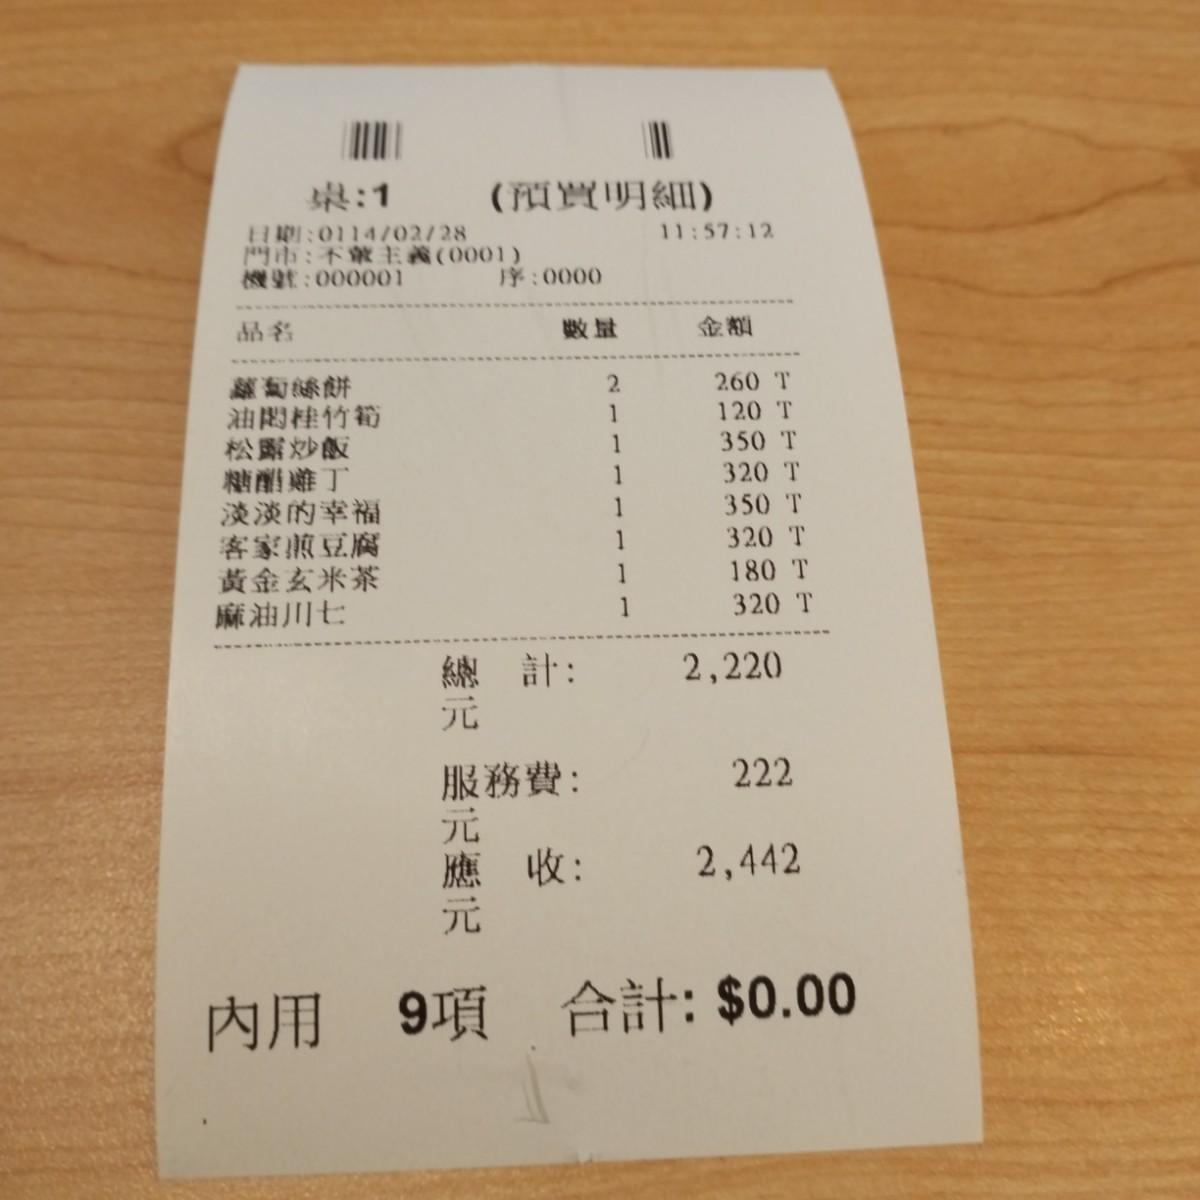 桌:1 (預買明細)
日期:0114/02/28 11:57:12
門市:不葷主義(0001)
機號:000001 序:0000
品名 數量 金額
蘿蔔絲餅 2 260 T
油悶桂竹筍 1 120 T
松露炒飯 1 350 T
糖醋雞丁 1 320 T
淡淡的幸福 1 350 T
客家煎豆腐 1 320 T
黃金玄米茶 1 180 T
麻油川七 1 320 T
總 計: 2,220
元
服務費: 222
元
應 收: 2,442
元
內用 9項 合計: $0.00